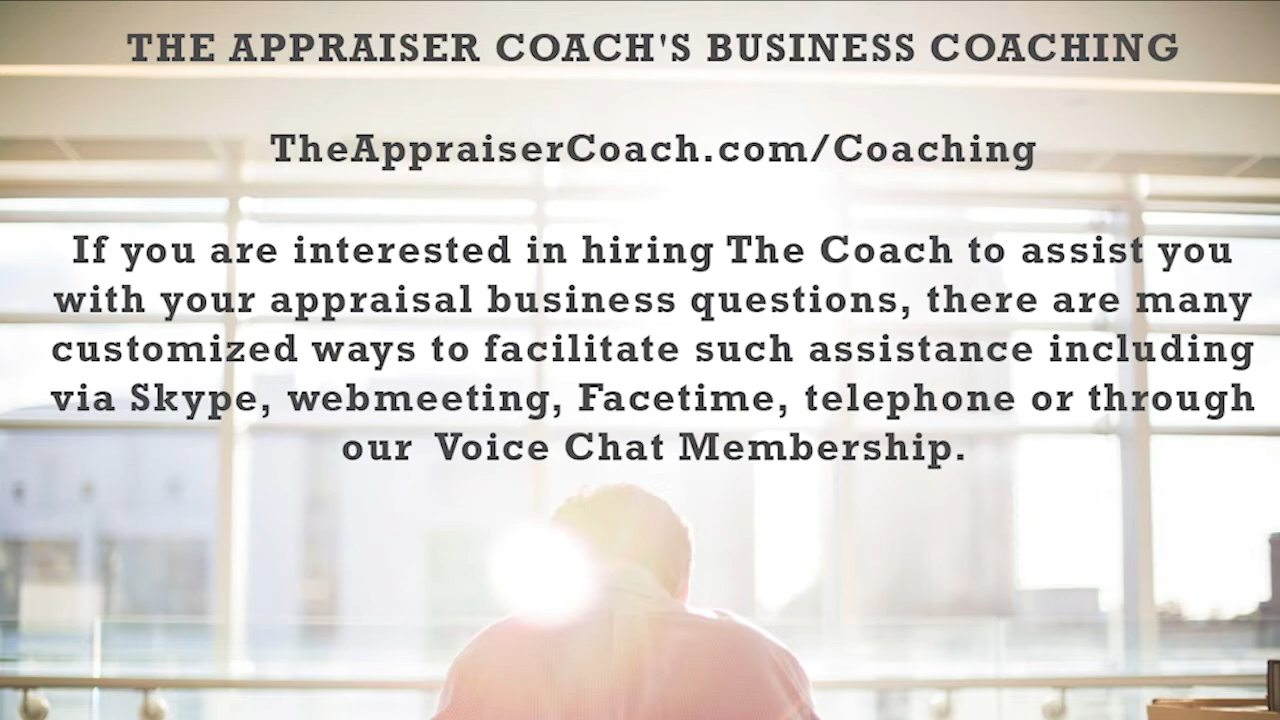 THE APPRAISER COACH'S BUSINESS COACHING
TheAppraiserCoach.com/Coaching
If you are interested in hiring The Coach to assist you
with your appraisal business questions, there are many
customized ways to facilitate such assistance including
via Skype, webmeeting, Facetime, telephone or through
our  Voice Chat Membership.